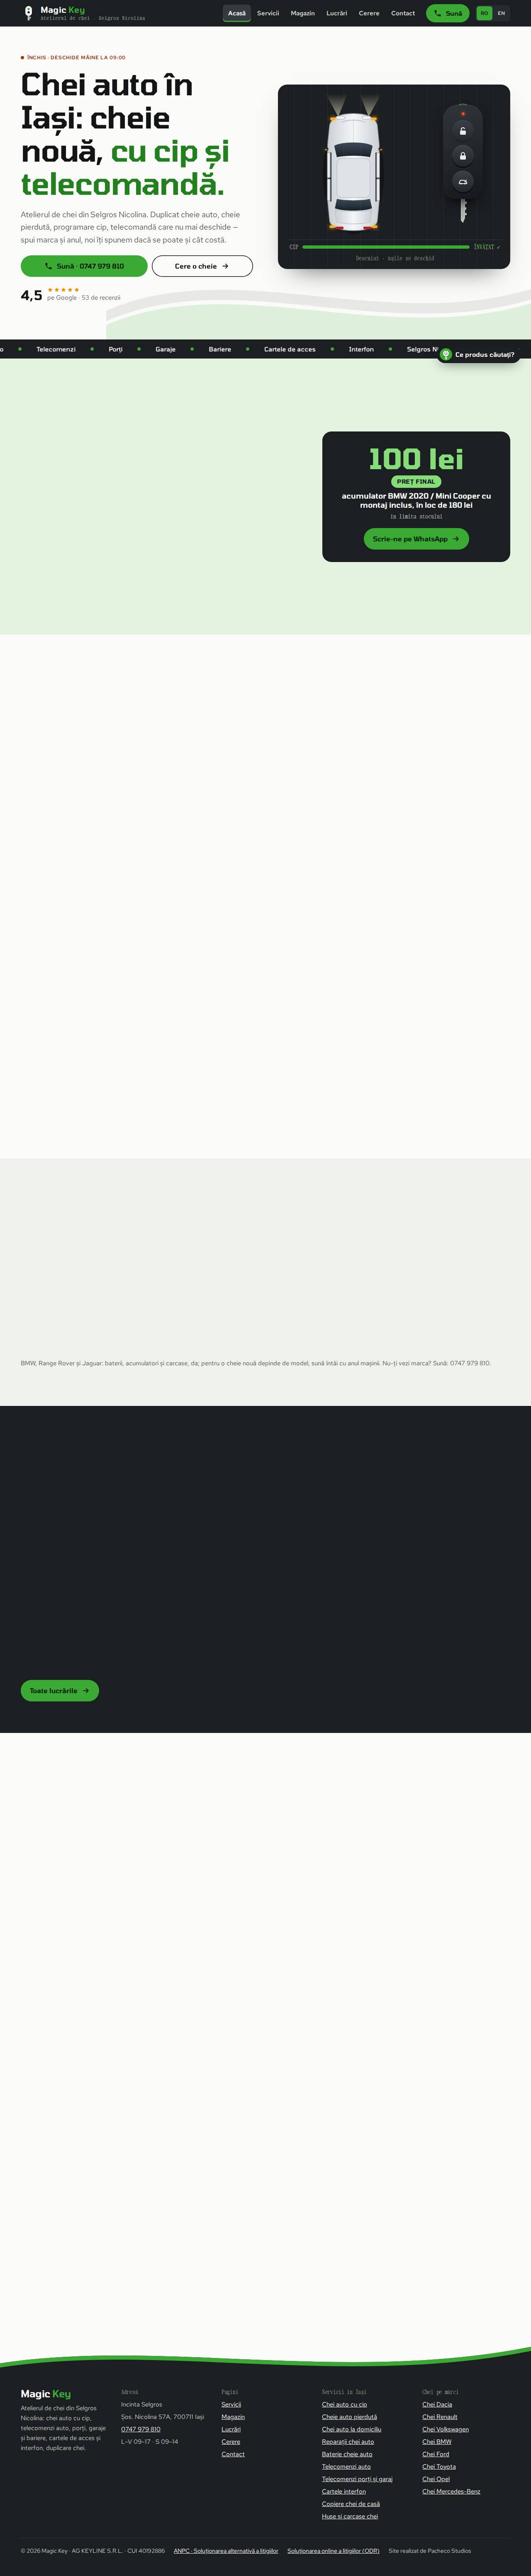 Magic Key
Atelierul de chei · Selgros Nicolina
Acasă
Servicii
Magazin
Lucrări
Cerere
Contact
Sună
RO
EN
ÎNCHIS · DESCHIDE MÂINE LA 09:00
Chei auto în
Iași: cheie
nouă, cu cip și
telecomandă.
Atelierul de chei din Selgros Nicolina. Duplicat cheie auto, cheie
pierdută, programare cip, telecomandă care nu mai deschide —
spui marca și anul, noi îți spunem dacă se poate și cât costă.
Sună · 0747 979 810
Cere o cheie
4,5
★★★★★
pe Google · 53 de recenzii
CIP
ÎNVĂȚAT ✓
Descuiat · ușile se deschid
Telecomenzi
Porți
Garaje
Bariere
Cartele de acces
Interfon
Ce produs căutați?
100 lei
PREȚ FINAL
acumulator BMW 2020 / Mini Cooper cu
montaj inclus, în loc de 180 lei
în limita stocului
Scrie-ne pe WhatsApp
BMW, Range Rover și Jaguar: baterii, acumulatori și carcase, da; pentru o cheie nouă depinde de model, sună întâi cu anul mașinii. Nu-ți vezi marca? Sună: 0747 979 810.
Toate lucrările
Magic Key
Atelierul de chei din Selgros
Nicolina: chei auto cu cip,
telecomenzi auto, porți, garaje
și bariere, cartele de acces și
interfon, duplicare chei.
Adresă
Incinta Selgros
Șos. Nicolina 57A, 700711 Iași
0747 979 810
L–V 09–17 · S 09–14
Pagini
Servicii
Magazin
Lucrări
Cerere
Contact
Servicii în Iași
Chei auto cu cip
Cheie auto pierdută
Chei auto la domiciliu
Reparații chei auto
Baterie cheie auto
Telecomenzi auto
Telecomenzi porți și garaj
Cartele interfon
Copiere chei de casă
Huse și carcase chei
Chei pe mărci
Chei Dacia
Chei Renault
Chei Volkswagen
Chei BMW
Chei Ford
Chei Toyota
Chei Opel
Chei Mercedes-Benz
© 2026 Magic Key · AG KEYLINE S.R.L. · CUI 40192886
ANPC · Soluționarea alternativă a litigiilor
Soluționarea online a litigiilor (ODR)
Site realizat de Pacheco Studios